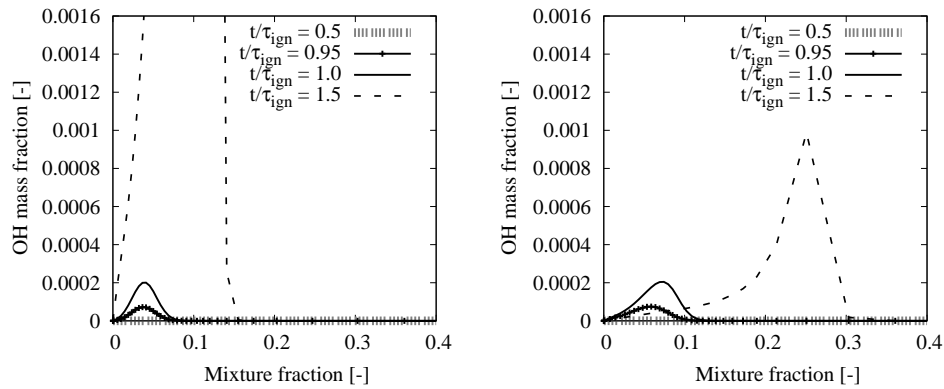 0.0016
0.0014
0.0012
0.001
0.0008
0.0006
0.0004
0.0002
0
OH mass fraction [-]
t/τign = 0.5
t/τign = 0.95
t/τign = 1.0
t/τign = 1.5
0 0.1 0.2 0.3 0.4
Mixture fraction [-]
0.0016
0.0014
0.0012
0.001
0.0008
0.0006
0.0004
0.0002
0
OH mass fraction [-]
t/τign = 0.5
t/τign = 0.95
t/τign = 1.0
t/τign = 1.5
0 0.1 0.2 0.3 0.4
Mixture fraction [-]